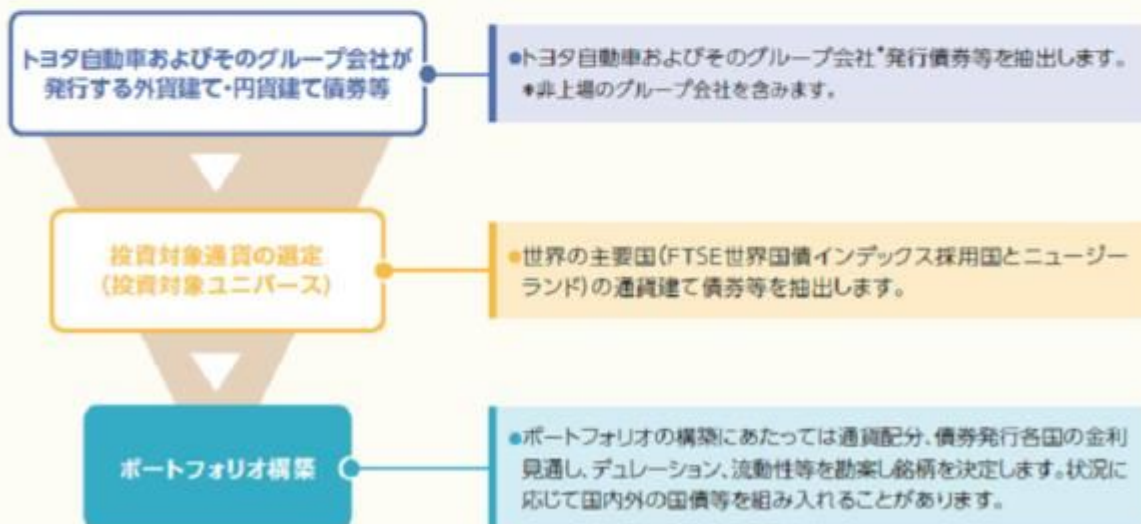 トヨタ自動車およびそのグループ会社が
発行する外貨建て・円貨建て債券等
●トヨタ自動車およびそのグループ会社*発行債券等を抽出します。
*非上場のグループ会社を含みます。
投資対象通貨の選定
(投資対象ユニバース)
●世界の主要国(FTSE世界国債インデックス採用国とニュージー
ランド)の通貨建て債券等を抽出します。
ポートフォリオ構築
●ポートフォリオの構築にあたっては通貨配分、債券発行各国の金利
見通し、デュレーション、流動性等を勘案し銘柄を決定します。状況に
応じて国内外の国債等を組み入れることがあります。